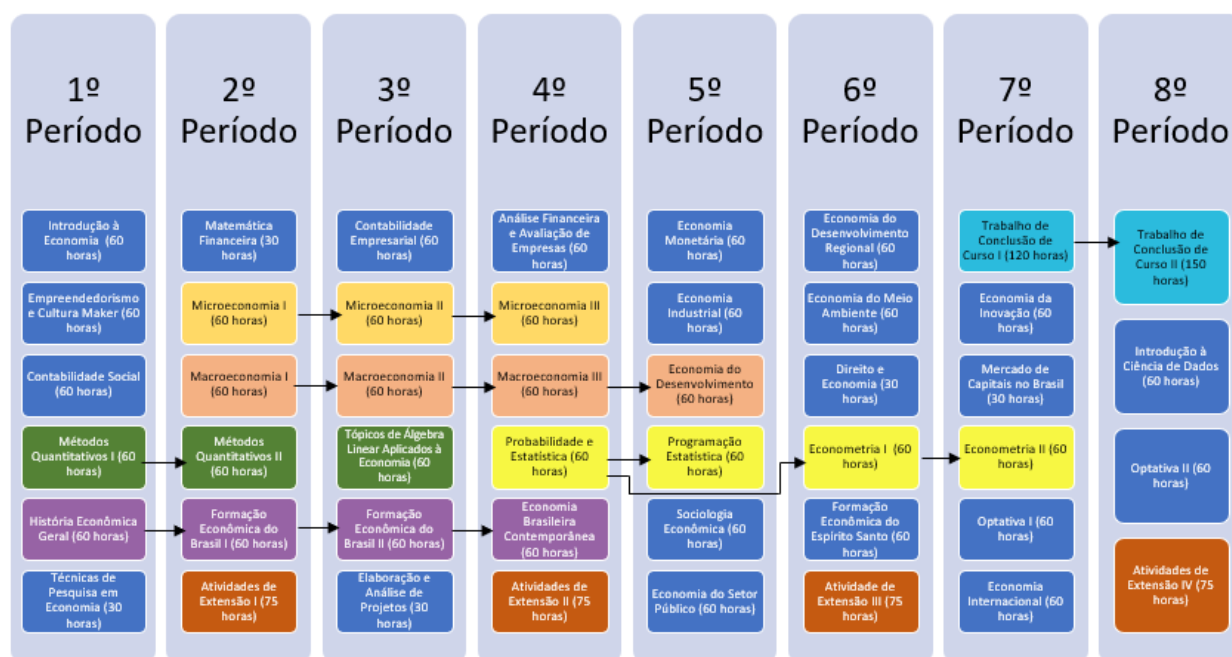 1º
Período
Introdução à
Economia (60
horas)
Empreendedorismo
e Cultura Maker (60
horas)
Contabilidade Social
(60 horas)
Métodos
Quantitativos I (60
horas)
História Econômica
Geral (60 horas)
Técnicas de
Pesquisa em
Economia (30
horas)
2º
Período
Matemática
Financeira (30
horas)
Microeconomia I
(60 horas)
Macroeconomia I
(60 horas)
Métodos
Quantitativos II
(60 horas)
Formação
Econômica do
Brasil I (60 horas)
Atividades de
Extensão I (75
horas)
3º
Período
Contabilidade
Empresarial (60
horas)
Microeconomia II
(60 horas)
Macroeconomia II
(60 horas)
Tópicos de Álgebra
Linear Aplicados à
Economia (60
horas)
Formação
Econômica do
Brasil II (60 horas)
Elaboração e
Análise de
Projetos (30
horas)
4º
Período
Análise Financeira
e Avaliação de
Empresas (60
horas)
Microeconomia III
(60 horas)
Macroeconomia III
(60 horas)
Probabilidade e
Estatística (60
horas)
Economia
Brasileira
Contemporânea
(60 horas)
Atividades de
Extensão II (75
horas)
5º
Período
Economia
Monetária (60
horas)
Economia
Industrial (60
horas)
Economia do
Desenvolvimento
(60 horas)
Programação
Estatística (60
horas)
Sociologia
Econômica (60
horas)
Economia do Setor
Público (60 horas)
6º
Período
Economia do
Desenvolvimento
Regional (60
horas)
Economia do Meio
Ambiente (60
horas)
Direito e
Economia (30
horas)
Econometria I (60
horas)
Formação
Econômica do
Espírito Santo (60
horas)
Atividade de
Extensão III (75
horas)
7º
Período
Trabalho de
Conclusão de
Curso I (120 horas)
Economia da
Inovação (60
horas)
Mercado de
Capitais no Brasil
(30 horas)
Econometria II (60
horas)
Optativa I (60
horas)
Economia
Internacional (60
horas)
8º
Período
Trabalho de
Conclusão de
Curso II (150
horas)
Introdução à
Ciência de Dados
(60 horas)
Optativa II (60
horas)
Atividades de
Extensão IV (75
horas)